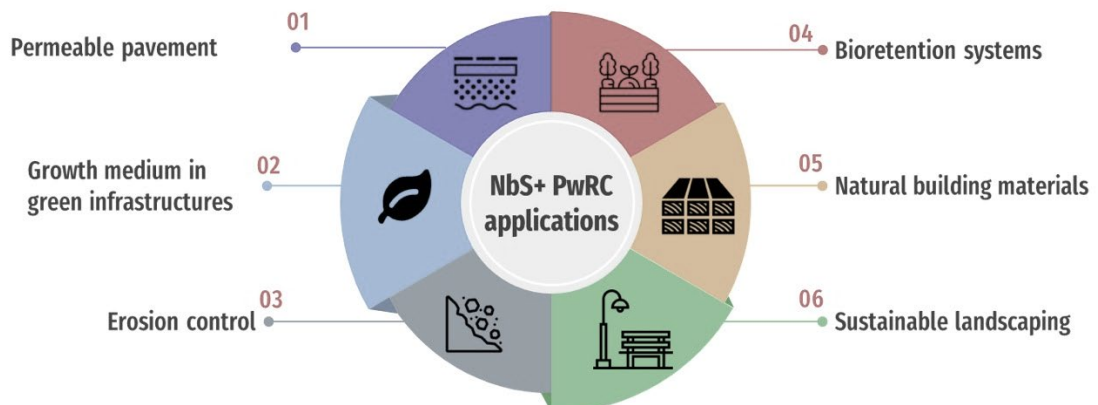 01
Permeable pavement
02
Growth medium in
green infrastructures
03
Erosion control
NbS+ PwRC
applications
04
Bioretention systems
05
Natural building materials
06
Sustainable landscaping